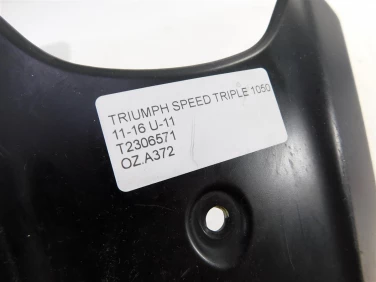 TRIUMPH SPEED TRIPLE 1050
11-16 U-11
T2306571
OZ.A372